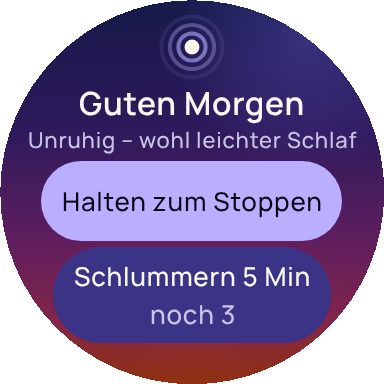 Guten Morgen
Unruhig – wohl leichter Schlaf
Halten zum Stoppen
Schlummern 5 Min
noch 3